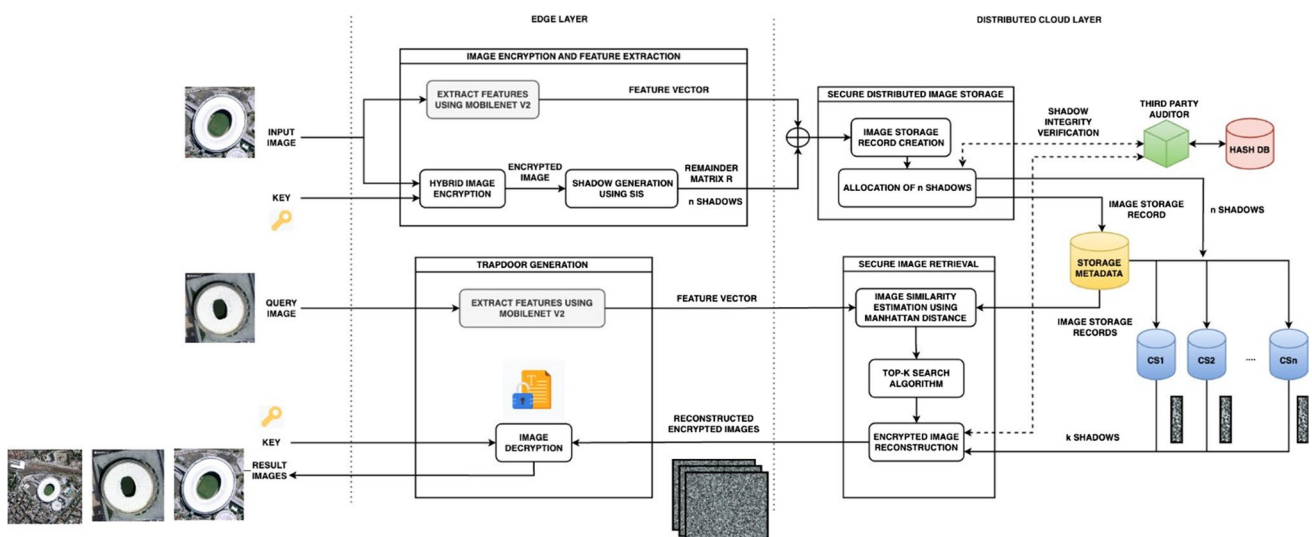 EDGE LAYER
DISTRIBUTED CLOUD LAYER
IMAGE ENCRYPTION AND FEATURE EXTRACTION
EXTRACT FEATURES
USING MOBILENET V2
FEATURE VECTOR
INPUT
IMAGE
HYBRID IMAGE
ENCRYPTION
ENCRYPTED
IMAGE
SHADOW GENERATION
USING SIS
REMAINDER
MATRIX R
n SHADOWS
KEY
SECURE DISTRIBUTED IMAGE STORAGE
IMAGE STORAGE
RECORD CREATION
ALLOCATION OF n SHADOWS
SHADOW
INTEGRITY
VERIFICATION
THIRD PARTY
AUDITOR
HASH DB
IMAGE STORAGE
RECORD
n SHADOWS
STORAGE
METADATA
TRAPDOOR GENERATION
QUERY
IMAGE
EXTRACT FEATURES USING
MOBILENET V2
FEATURE VECTOR
SECURE IMAGE RETRIEVAL
IMAGE SIMILARITY
ESTIMATION USING
MANHATTAN DISTANCE
IMAGE STORAGE
RECORDS
CS1
CS2
....
CSn
TOP-K SEARCH
ALGORITHM
ENCRYPTED IMAGE
RECONSTRUCTION
k SHADOWS
RECONSTRUCTED
ENCRYPTED IMAGES
IMAGE
DECRYPTION
KEY
RESULT
IMAGES